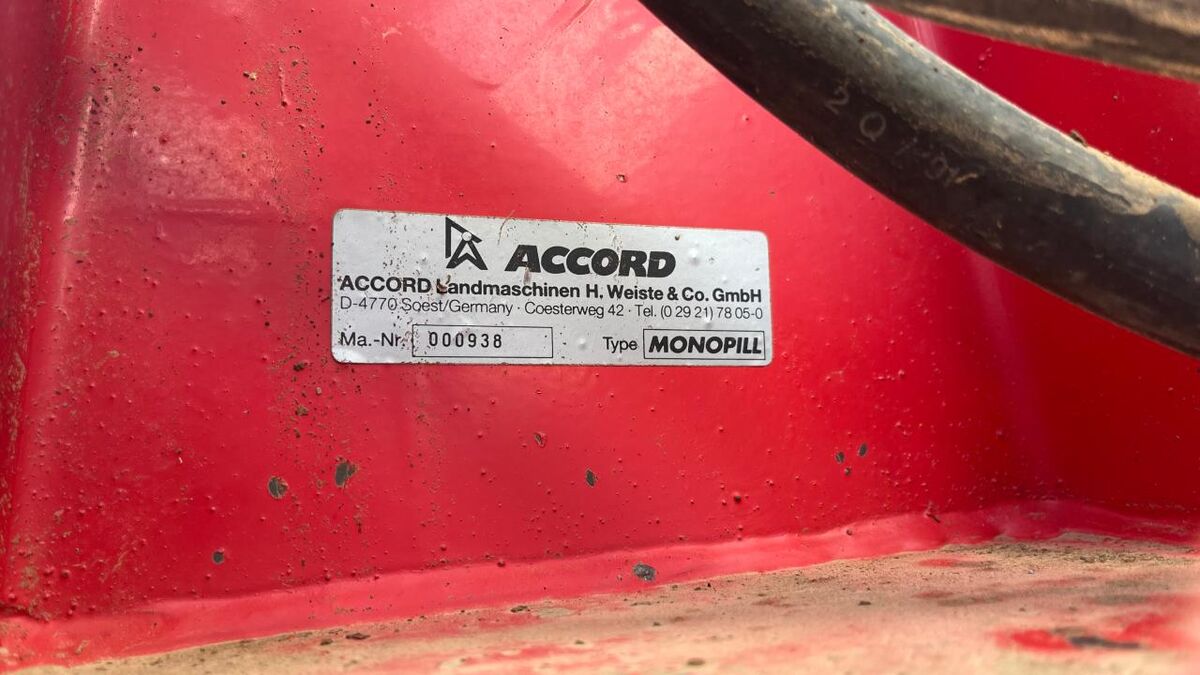 ACCORD
ACCORD Landmaschinen H. Weiste & Co. GmbH
D-4770 Soest/Germany · Coesterweg 42 · Tel. (0 29 21) 78 05-0
Ma.-Nr. 000938 Type MONOPILL